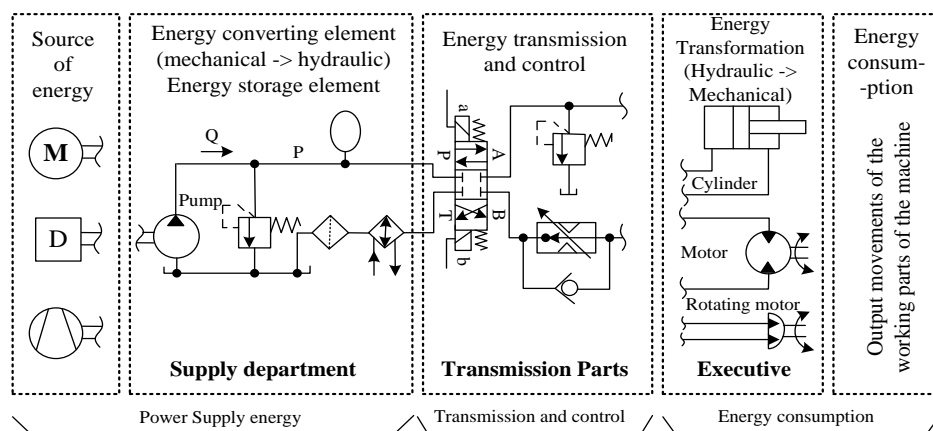 Source
of
energy
M
D
Energy converting element
(mechanical -> hydraulic)
Energy storage element
Q
P
Pump
Supply department
Energy transmission
and control
a
P
A
T
B
b
Transmission Parts
Energy
Transformation
(Hydraulic ->
Mechanical)
Cylinder
Motor
Rotating motor
Executive
Energy
consum-
-ption
Output movements of the
working parts of the machine
Power Supply energy
Transmission and control
Energy consumption